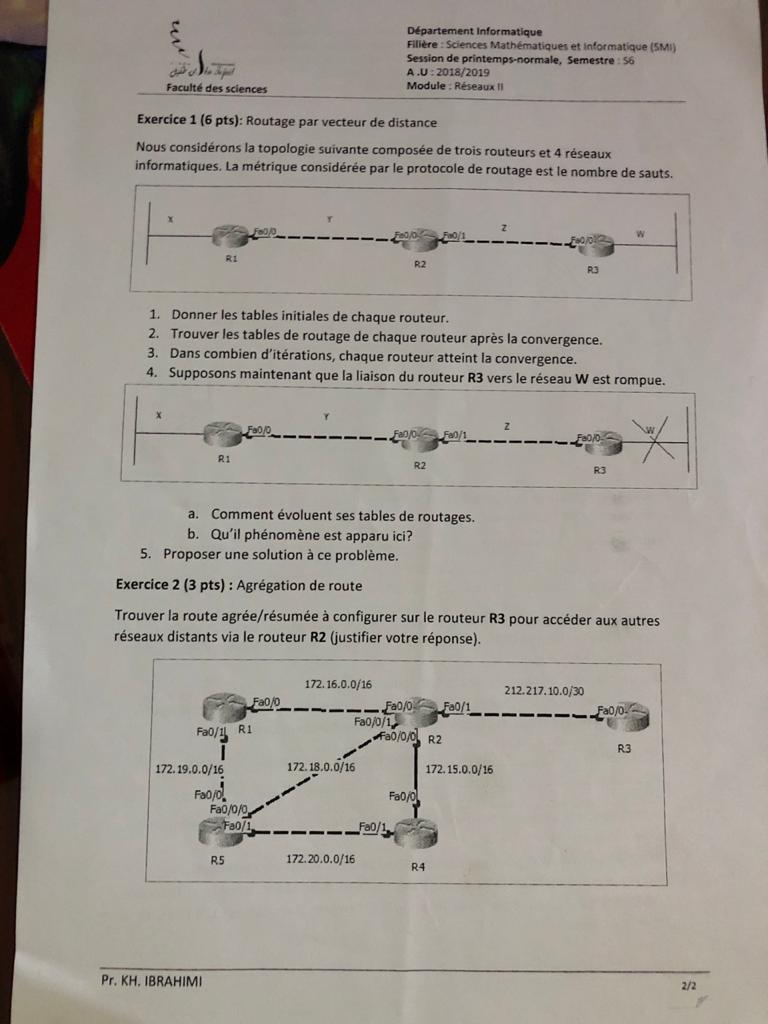 Faculté des sciences
Département Informatique
Filière : Sciences Mathématiques et Informatique (SMI)
Session de printemps-normale, Semestre : S6
A.U : 2018/2019
Module : Réseaux II
Exercice 1 (6 pts): Routage par vecteur de distance
Nous considérons la topologie suivante composée de trois routeurs et 4 réseaux
informatiques. La métrique considérée par le protocole de routage est le nombre de sauts.
X Y Z W
Fa0/0 Fa0/0 Fa0/1 Fa0/0
R1 R2 R3
1. Donner les tables initiales de chaque routeur.
2. Trouver les tables de routage de chaque routeur après la convergence.
3. Dans combien d'itérations, chaque routeur atteint la convergence.
4. Supposons maintenant que la liaison du routeur R3 vers le réseau W est rompue.
X Y Z W
Fa0/0 Fa0/0 Fa0/1 Fa0/0
R1 R2 R3
a. Comment évoluent ses tables de routages.
b. Qu'il phénomène est apparu ici?
5. Proposer une solution à ce problème.
Exercice 2 (3 pts) : Agrégation de route
Trouver la route agrée/résumée à configurer sur le routeur R3 pour accéder aux autres
réseaux distants via le routeur R2 (justifier votre réponse).
172.16.0.0/16 212.217.10.0/30
Fa0/0 Fa0/0 Fa0/1 Fa0/0
Fa0/1 R1 Fa0/0/1 Fa0/0/0 R2 R3
172.19.0.0/16 172.18.0.0/16 172.15.0.0/16
Fa0/0 Fa0/0
Fa0/0/0
Fa0/1 Fa0/1
R5 172.20.0.0/16 R4
Pr. KH. IBRAHIMI 2/2